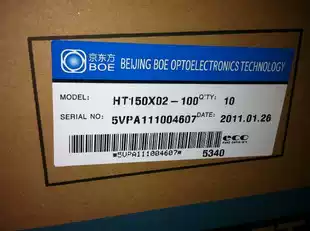 京东方
BOE BEIJING BOE OPTOELECTRONICS TECHNOLOGY
MODEL: HT150X02-100 Q'TY: 10
SERIAL NO: 5VPA111004607 DATE: 2011.01.26
eco
*5VPA111004607* 5340